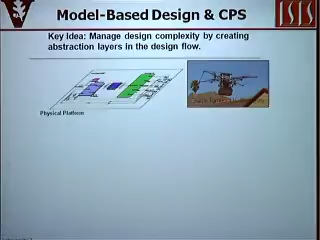 Model-Based Design & CPS
ISIS
Key Idea: Manage design complexity by creating
abstraction layers in the design flow.
Physical Platform